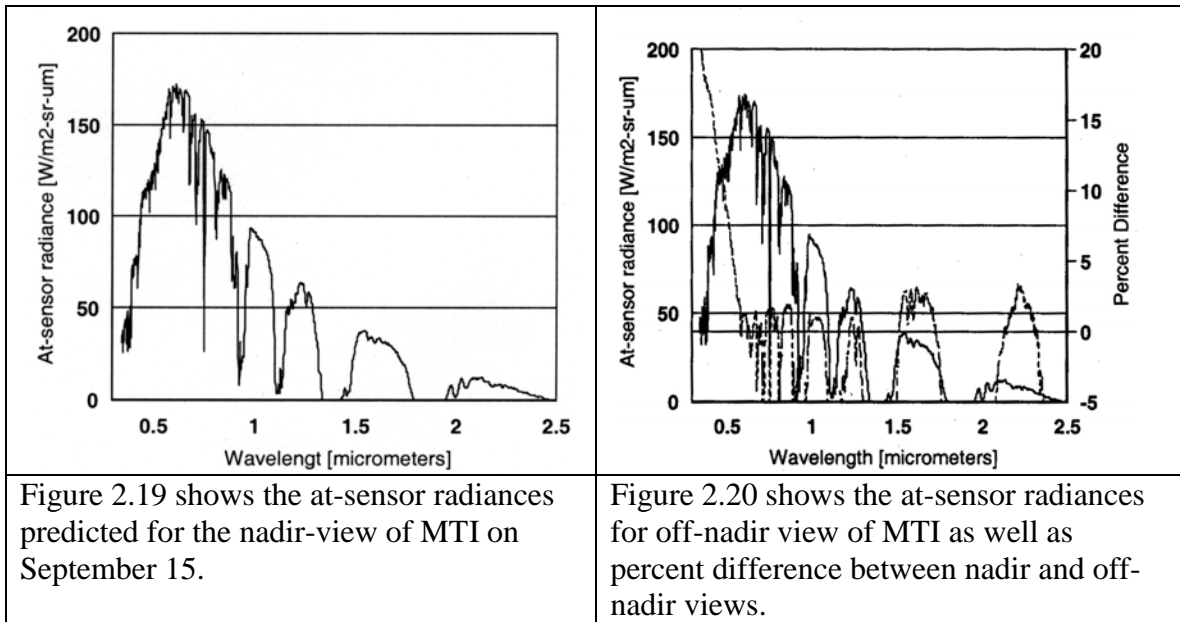 200
150
100
50
0
At-sensor radiance [W/m2-sr-um]
0.5 1 1.5 2 2.5
Wavelengt [micrometers]
200
150
100
50
0
At-sensor radiance [W/m2-sr-um]
20
15
10
5
0
-5
Percent Difference
0.5 1 1.5 2 2.5
Wavelength [micrometers]
Figure 2.19 shows the at-sensor radiances
predicted for the nadir-view of MTI on
September 15.
Figure 2.20 shows the at-sensor radiances
for off-nadir view of MTI as well as
percent difference between nadir and off-
nadir views.